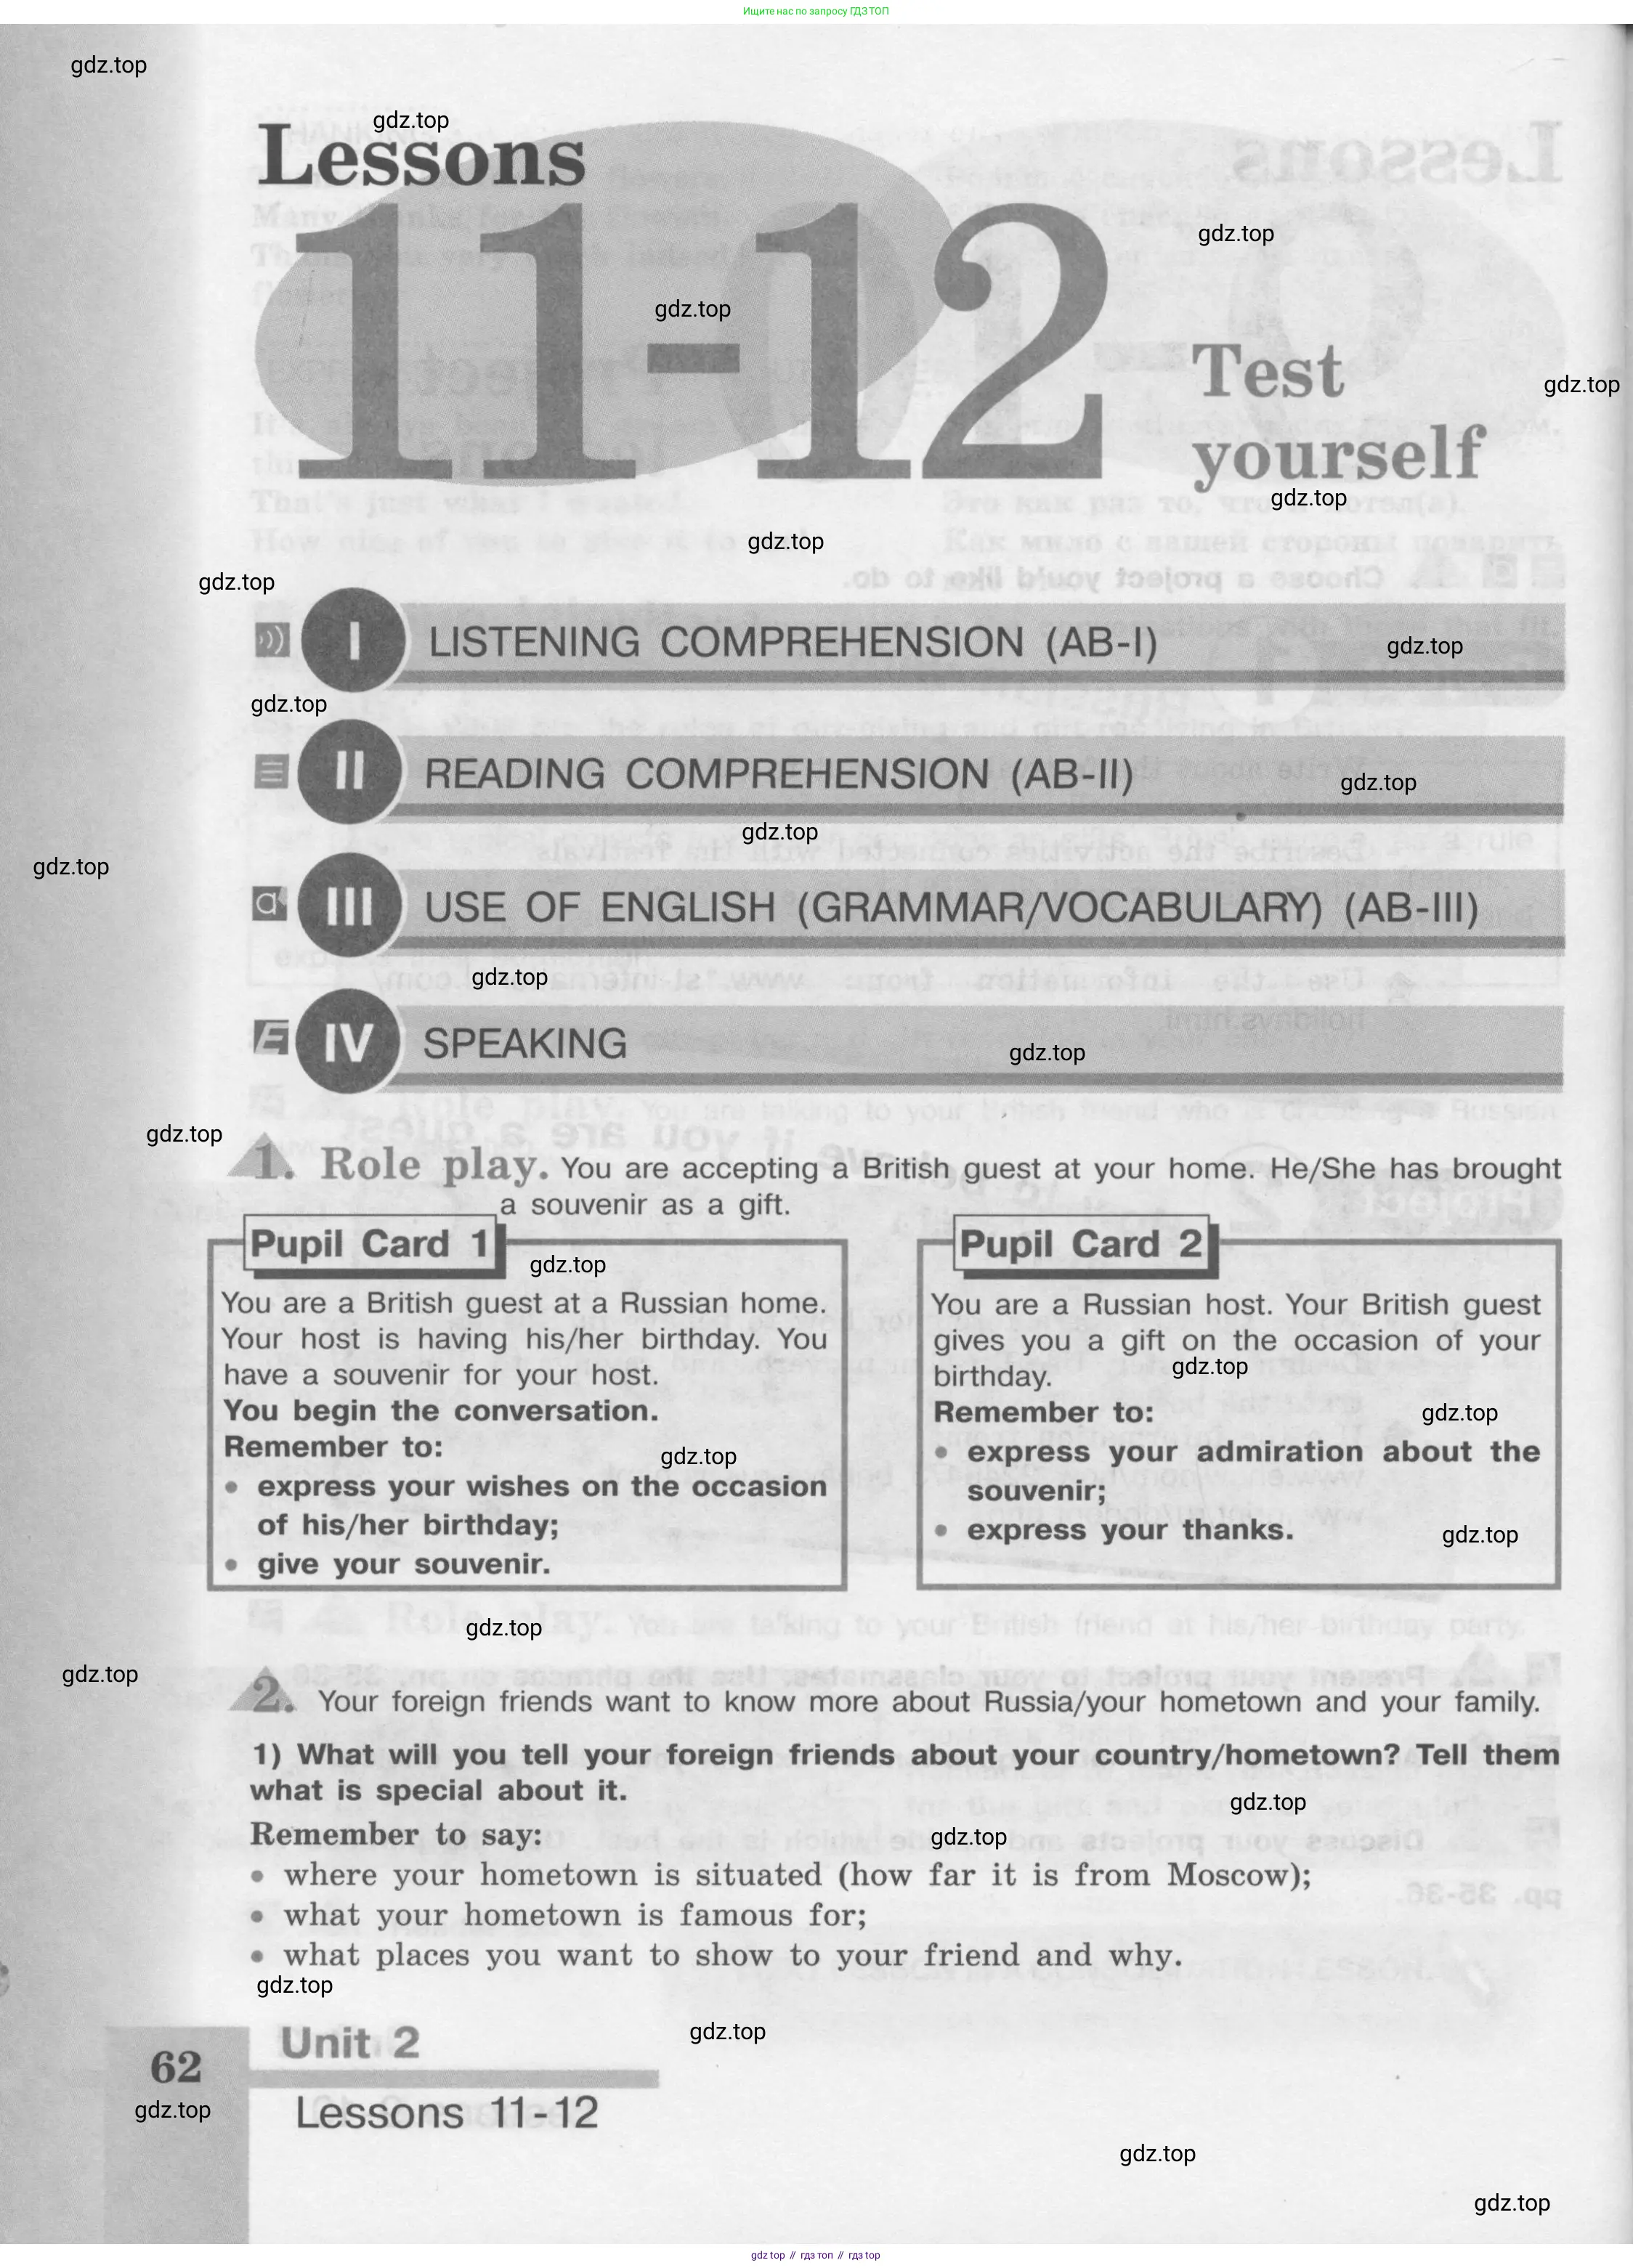 Ищите нас по запросу ГДЗ ТОП
gdz.top
gdz.top
Lessons
gdz.top
11-12
gdz.top
Test
gdz.top
yourself
gdz.top
gdz.top
gdz.top
I LISTENING COMPREHENSION (AB-I)
gdz.top
gdz.top
II READING COMPREHENSION (AB-II)
gdz.top
gdz.top
gdz.top
III USE OF ENGLISH (GRAMMAR/VOCABULARY) (AB-III)
gdz.top
IV SPEAKING
gdz.top
gdz.top
1. Role play. You are accepting a British guest at your home. He/She has brought
a souvenir as a gift.
Pupil Card 1
gdz.top
You are a British guest at a Russian home.
Your host is having his/her birthday. You
have a souvenir for your host.
You begin the conversation.
Remember to:
gdz.top
• express your wishes on the occasion
of his/her birthday;
• give your souvenir.
Pupil Card 2
You are a Russian host. Your British guest
gives you a gift on the occasion of your
birthday.
gdz.top
Remember to:
gdz.top
• express your admiration about the
souvenir;
• express your thanks.
gdz.top
gdz.top
gdz.top
2. Your foreign friends want to know more about Russia/your hometown and your family.
1) What will you tell your foreign friends about your country/hometown? Tell them
what is special about it.
gdz.top
Remember to say:
gdz.top
• where your hometown is situated (how far it is from Moscow);
• what your hometown is famous for;
• what places you want to show to your friend and why.
gdz.top
gdz.top
Unit 2
62
gdz.top
Lessons 11-12
gdz.top
gdz.top
gdz top // гдз топ // гдз top